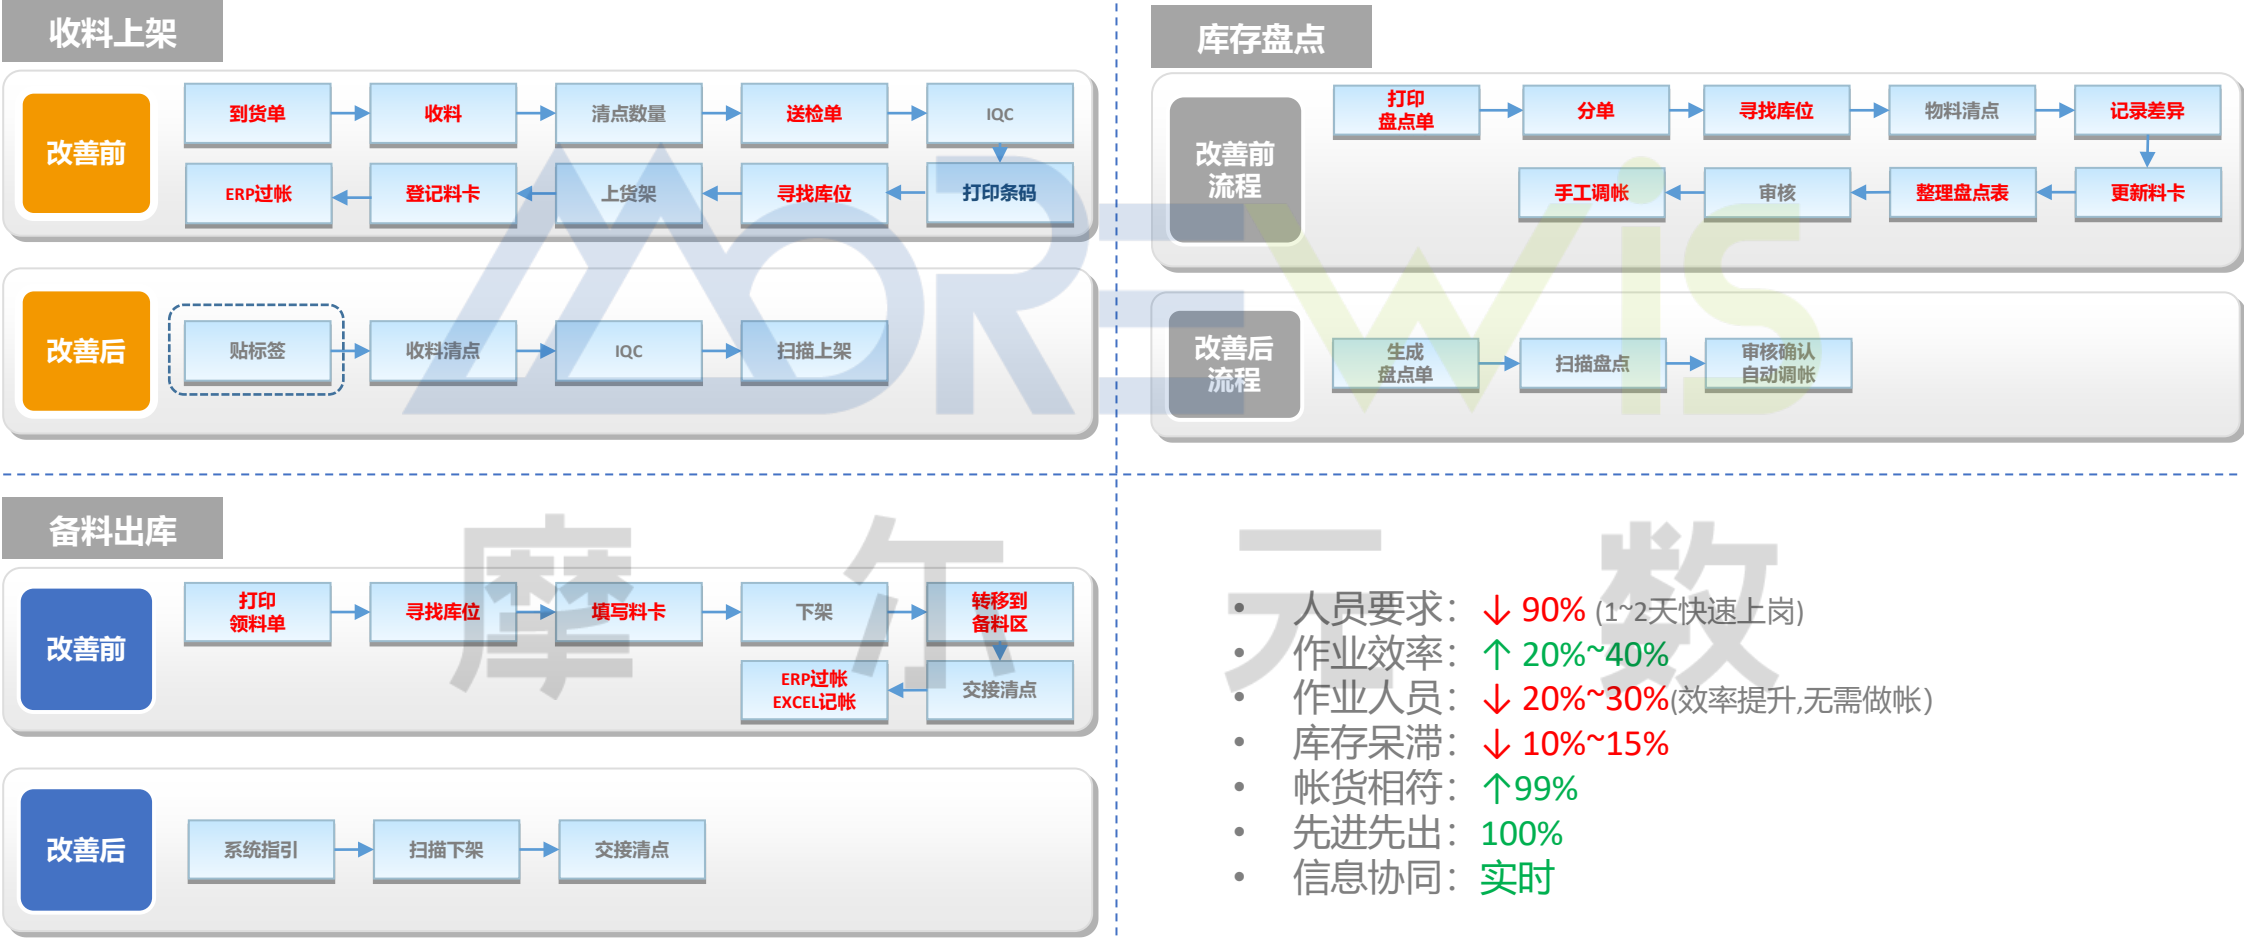 收料上架
改善前
到货单
收料
清点数量
送检单
IQC
打印条码
寻找库位
上货架
登记料卡
ERP过帐
改善后
贴标签
收料清点
IQC
扫描上架
库存盘点
改善前
流程
打印
盘点单
分单
寻找库位
物料清点
记录差异
更新料卡
整理盘点表
审核
手工调帐
改善后
流程
生成
盘点单
扫描盘点
审核确认
自动调帐
备料出库
改善前
打印
领料单
寻找库位
填写料卡
下架
转移到
备料区
交接清点
ERP过帐
EXCEL记帐
改善后
系统指引
扫描下架
交接清点
• 人员要求：↓ 90% (1~2天快速上岗)
• 作业效率：↑ 20%~40%
• 作业人员：↓ 20%~30%(效率提升,无需做帐)
• 库存呆滞：↓ 10%~15%
• 帐货相符：↑99%
• 先进先出：100%
• 信息协同：实时
MOREWiS
摩尔元数